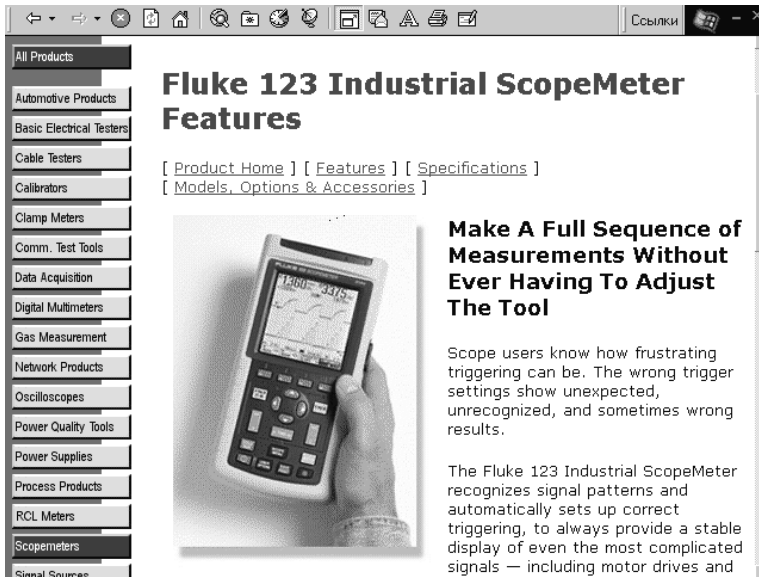 Ссылки
All Products
Automotive Products
Basic Electrical Testers
Cable Testers
Calibrators
Clamp Meters
Comm. Test Tools
Data Acquisition
Digital Multimeters
Gas Measurement
Network Products
Oscilloscopes
Power Quality Tools
Power Supplies
Process Products
RCL Meters
Scopemeters
Signal Sources
Fluke 123 Industrial ScopeMeter
Features
[ Product Home ] [ Features ] [ Specifications ]
[ Models, Options & Accessories ]
FLUKE
Make A Full Sequence of
Measurements Without
Ever Having To Adjust
The Tool
Scope users know how frustrating
triggering can be. The wrong trigger
settings show unexpected,
unrecognized, and sometimes wrong
results.
The Fluke 123 Industrial ScopeMeter
recognizes signal patterns and
automatically sets up correct
triggering, to always provide a stable
display of even the most complicated
signals — including motor drives and